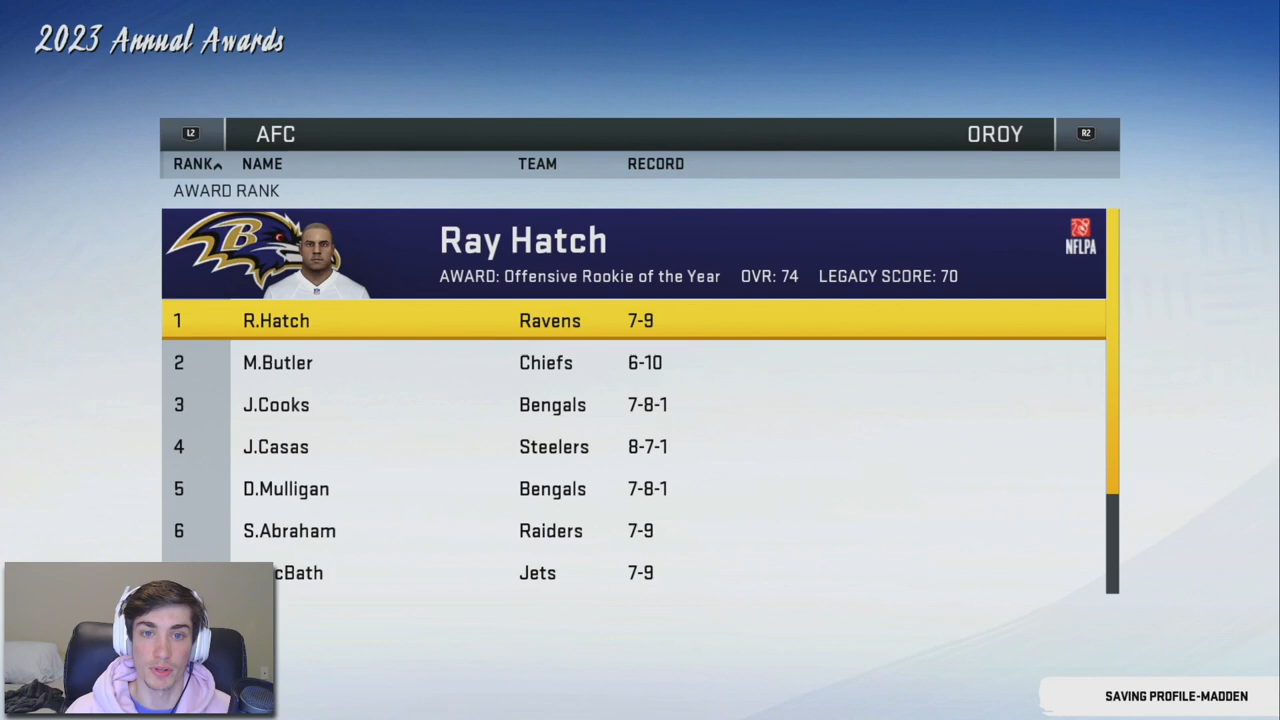 2023 Annual Awards
L2 AFC OROY R2
RANK NAME TEAM RECORD
AWARD RANK
Ray Hatch
NFLPA
AWARD: Offensive Rookie of the Year OVR: 74 LEGACY SCORE: 70
1 R.Hatch Ravens 7-9
2 M.Butler Chiefs 6-10
3 J.Cooks Bengals 7-8-1
4 J.Casas Steelers 8-7-1
5 D.Mulligan Bengals 7-8-1
6 S.Abraham Raiders 7-9
cBath Jets 7-9
SAVING PROFILE-MADDEN